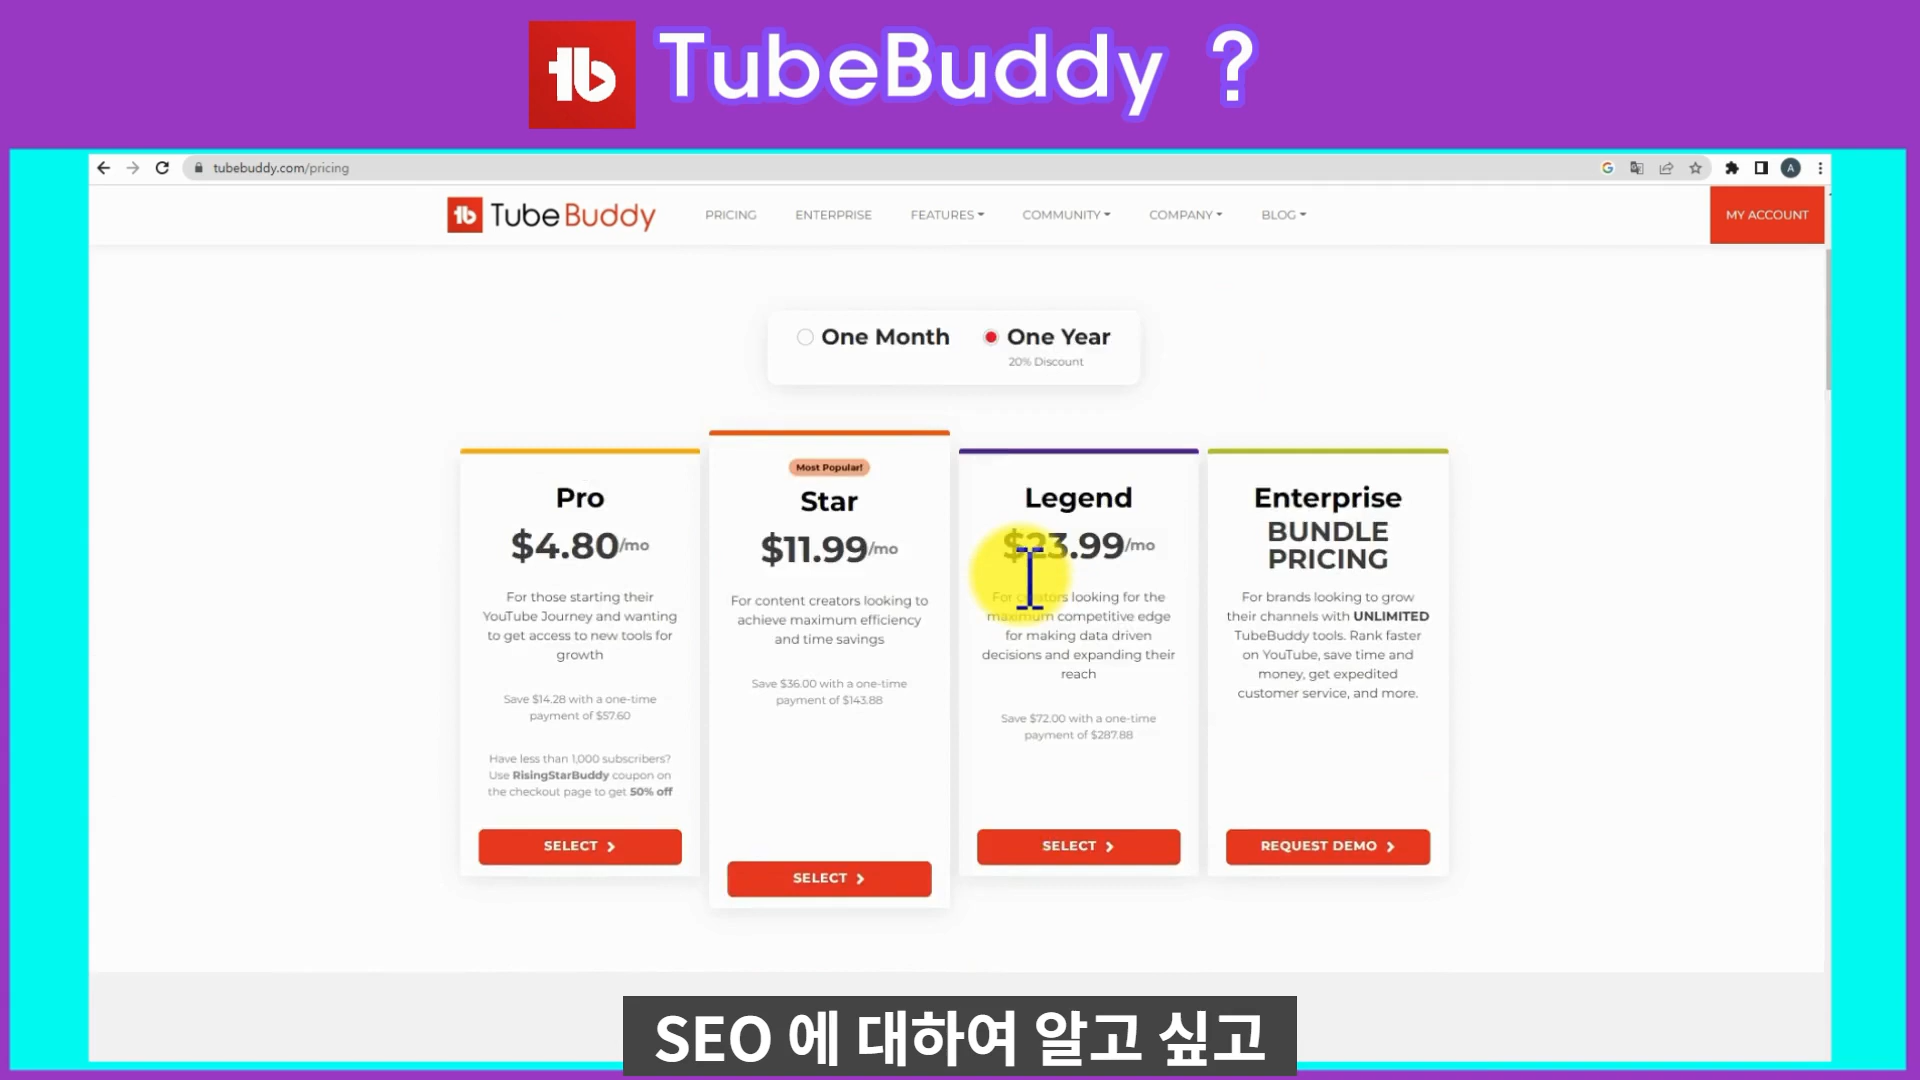 TubeBuddy ?
tubebuddy.com/pricing
TubeBuddy
PRICING
ENTERPRISE
FEATURES
COMMUNITY
COMPANY
BLOG
MY ACCOUNT
One Month
One Year
20% Discount
Pro
$4.80/mo
For those starting their
YouTube Journey and wanting
to get access to new tools for
growth
Save $14.28 with a one-time
payment of $57.60
Have less than 1,000 subscribers?
Use RisingStarBuddy coupon on
the checkout page to get 50% off
SELECT
Most Popular!
Star
$11.99/mo
For content creators looking to
achieve maximum efficiency
and time savings
Save $36.00 with a one-time
payment of $143.88
SELECT
Legend
$23.99/mo
For creators looking for the
maximum competitive edge
for making data driven
decisions and expanding their
reach
Save $72.00 with a one-time
payment of $287.88
SELECT
Enterprise
BUNDLE
PRICING
For brands looking to grow
their channels with UNLIMITED
TubeBuddy tools. Rank faster
on YouTube, save time and
money, get expedited
customer service, and more.
REQUEST DEMO
SEO 에 대하여 알고 싶고